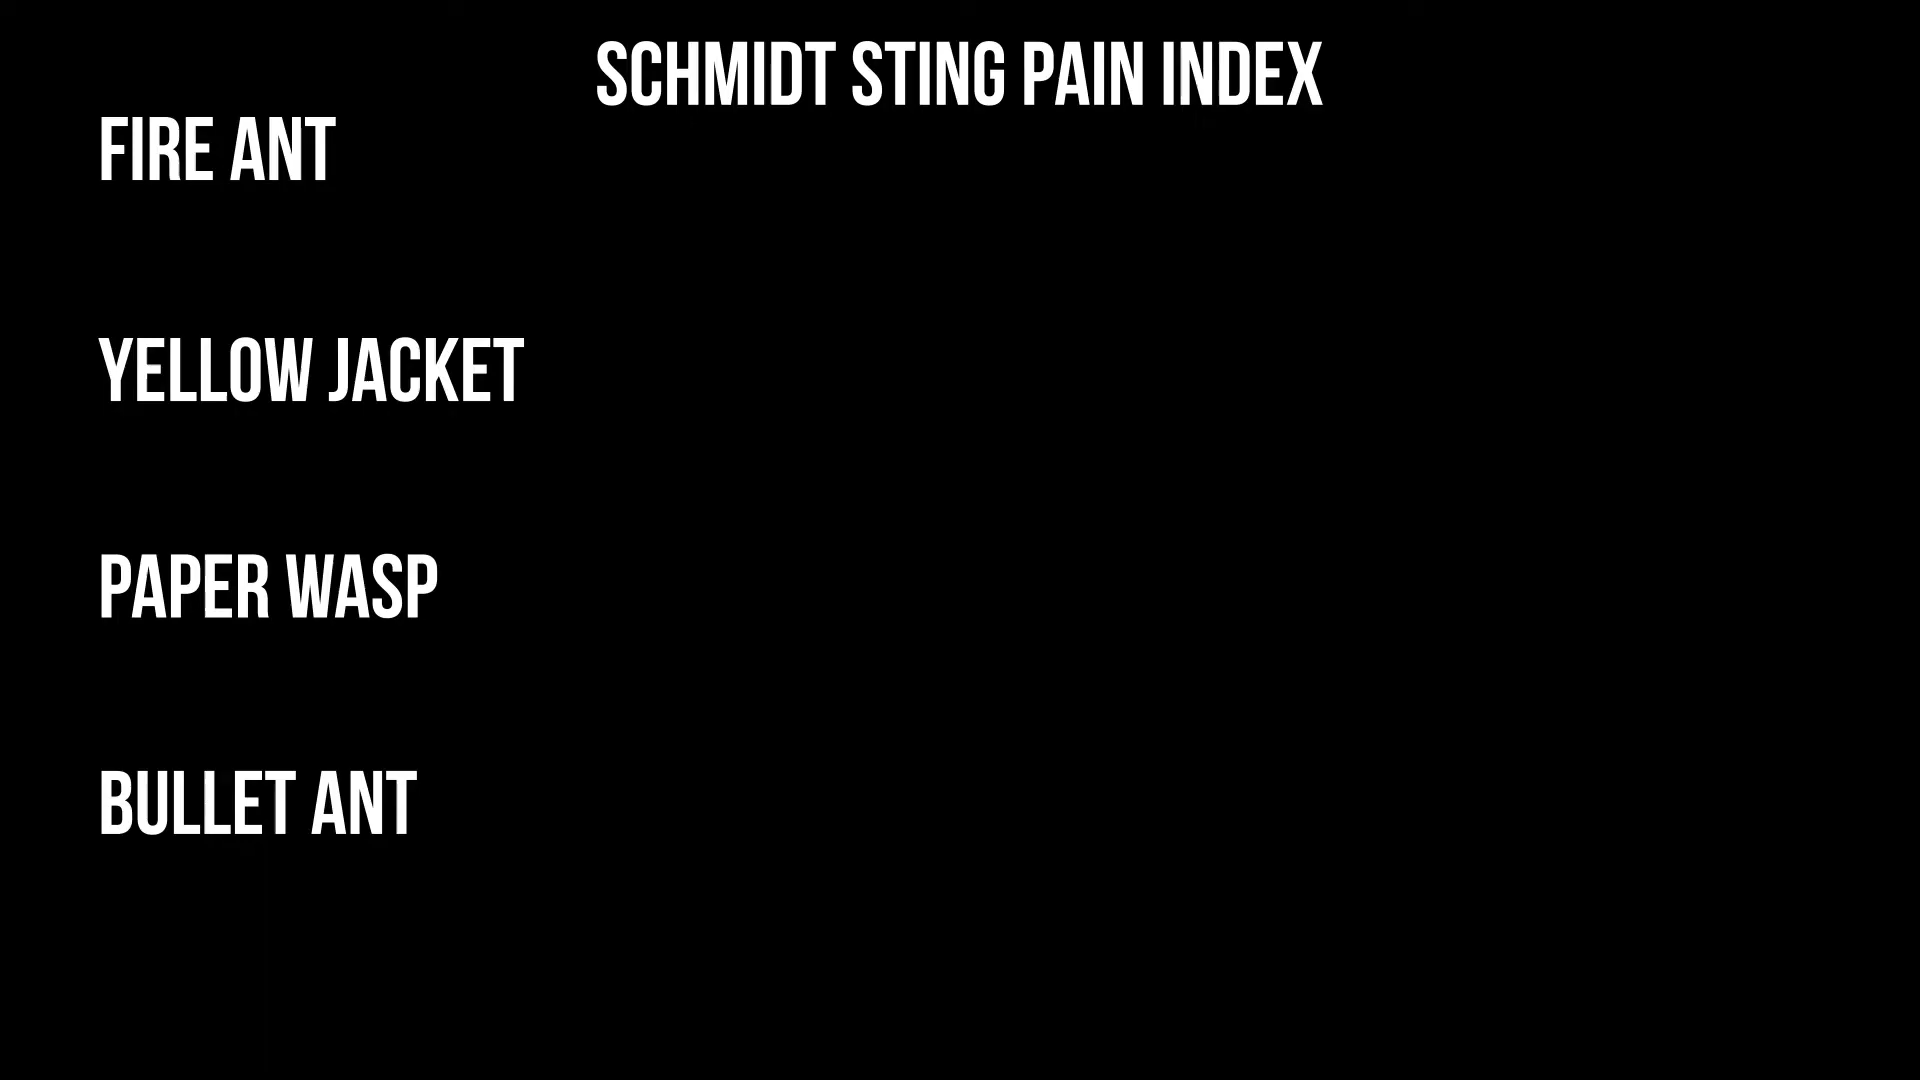 SCHMIDT STING PAIN INDEX
FIRE ANT
YELLOW JACKET
PAPER WASP
BULLET ANT